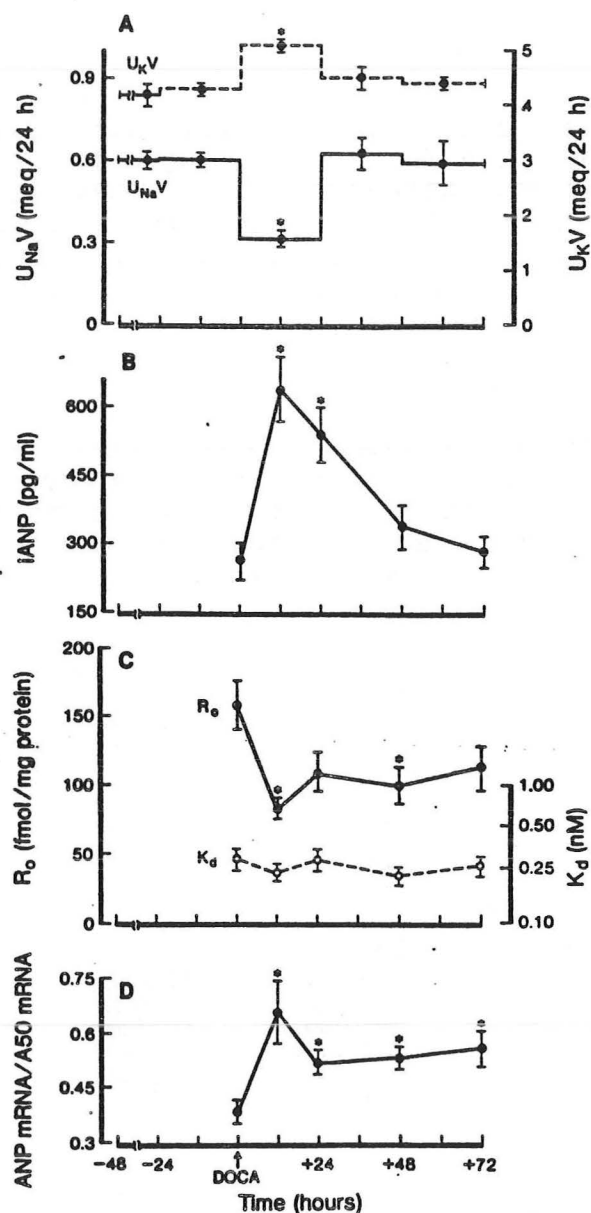 A
UKV
UNaV
0.9
0.6
0.3
0
UNaV (meq/24 h)
5
4
3
2
1
0
UKV (meq/24 h)
*
*
B
600
450
300
150
iANP (pg/ml)
*
*
C
200
150
100
50
0
Ro (fmol/mg protein)
Ro
*
*
Kd
1.00
0.50
0.25
0.10
Kd (nM)
D
0.75
0.6
0.45
0.3
ANP mRNA/A50 mRNA
*
*
*
*
-48 -24 +24 +48 +72
DOCA
Time (hours)